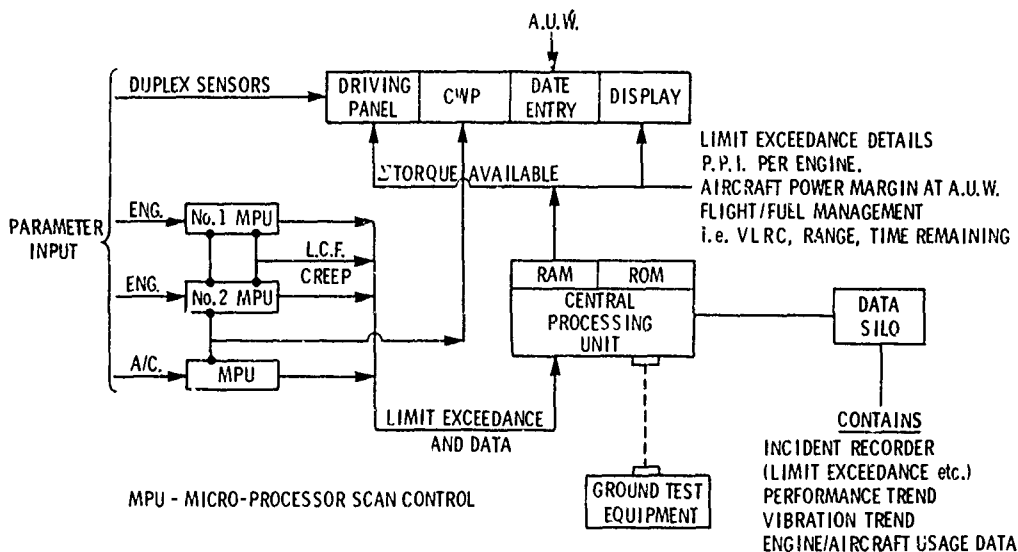 A.U.W.
DUPLEX SENSORS
DRIVING
PANEL
CWP
DATE
ENTRY
DISPLAY
LIMIT EXCEEDANCE DETAILS
P.P.I. PER ENGINE.
AIRCRAFT POWER MARGIN AT A.U.W.
FLIGHT/FULL MANAGEMENT
i.e. VLRC, RANGE, TIME REMAINING
ΣTORQUE AVAILABLE
PARAMETER
INPUT
ENG.
No.1 MPU
L.C.F.
CREEP
ENG.
No.2 MPU
A/C.
MPU
RAM
ROM
CENTRAL
PROCESSING
UNIT
DATA
SILO
LIMIT EXCEEDANCE
AND DATA
CONTAINS
INCIDENT RECORDER
(LIMIT EXCEEDANCE etc.)
PERFORMANCE TREND
VIBRATION TREND
ENGINE/AIRCRAFT USAGE DATA
MPU - MICRO-PROCESSOR SCAN CONTROL
GROUND TEST
EQUIPMENT